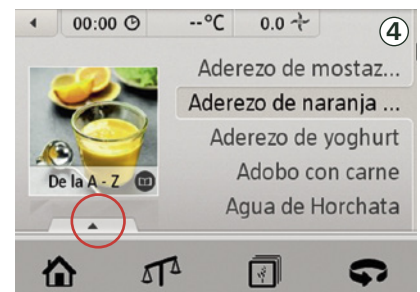 00:00 --°C 0.0 4
Aderezo de mostaz...
Aderezo de naranja ...
Aderezo de yoghurt
Adobo con carne
Agua de Horchata
De la A - Z